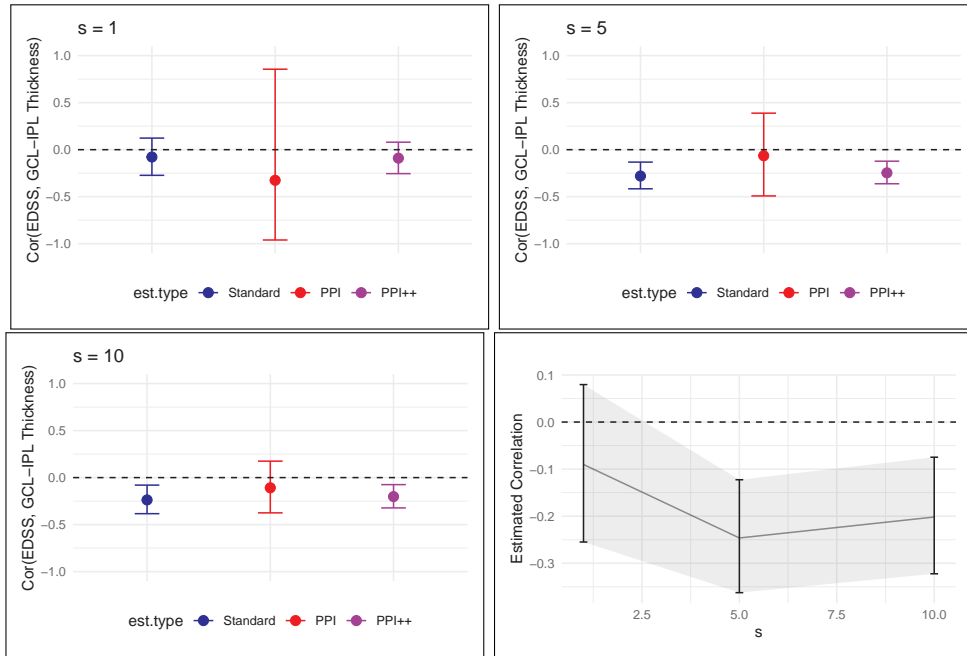 s = 1
Cor(EDSS, GCL−IPL Thickness)
1.0
0.5
0.0
−0.5
−1.0
est.type Standard PPI PPI++
s = 5
Cor(EDSS, GCL−IPL Thickness)
1.0
0.5
0.0
−0.5
−1.0
est.type Standard PPI PPI++
s = 10
Cor(EDSS, GCL−IPL Thickness)
1.0
0.5
0.0
−0.5
−1.0
est.type Standard PPI PPI++
Estimated Correlation
0.1
0.0
−0.1
−0.2
−0.3
2.5 5.0 7.5 10.0
s